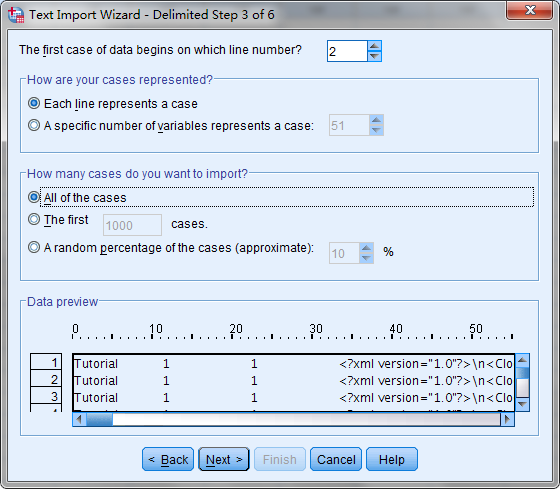 Text Import Wizard - Delimited Step 3 of 6
The first case of data begins on which line number? 2
How are your cases represented?
Each line represents a case
A specific number of variables represents a case: 51
How many cases do you want to import?
All of the cases
The first 1000 cases.
A random percentage of the cases (approximate): 10 %
Data preview
0 10 20 30 40 50
1 Tutorial 1 1 <?xml version="1.0"?>\n<Clo
2 Tutorial 1 1 <?xml version="1.0"?>\n<Clo
3 Tutorial 1 1 <?xml version="1.0"?>\n<Clo
< Back Next > Finish Cancel Help